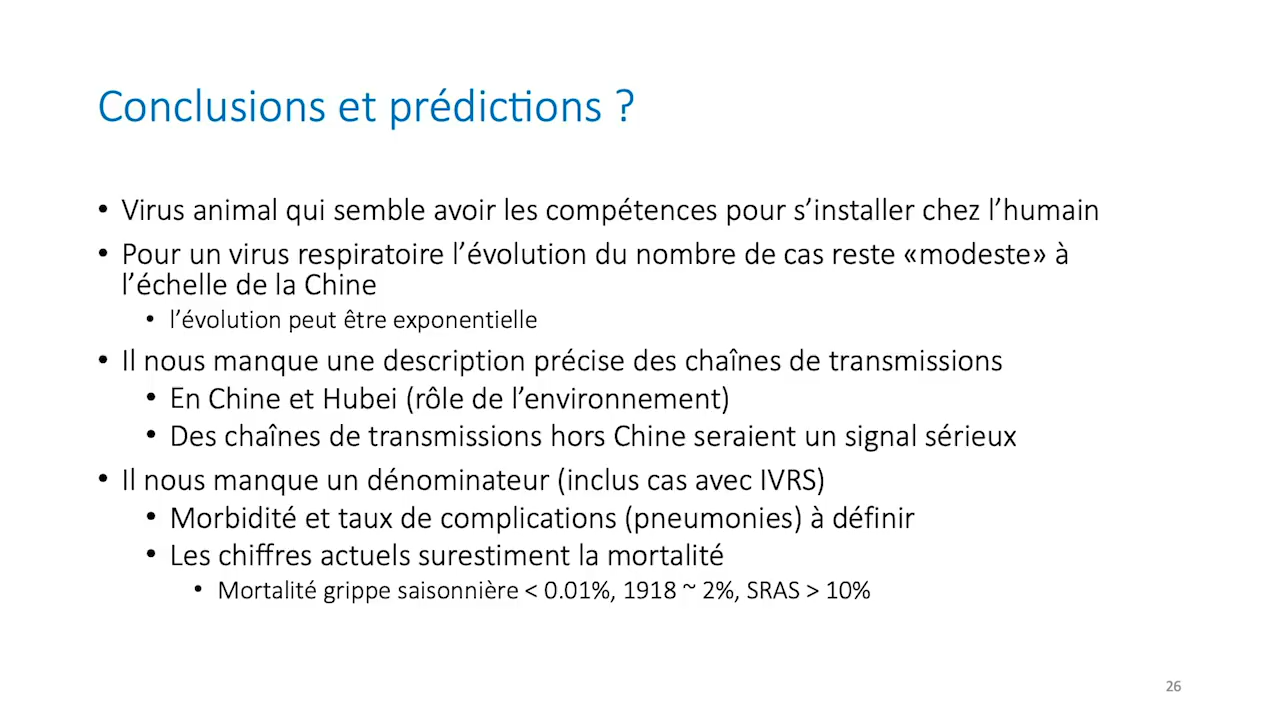 Conclusions et prédictions ?
• Virus animal qui semble avoir les compétences pour s’installer chez l’humain
• Pour un virus respiratoire l’évolution du nombre de cas reste «modeste» à
l’échelle de la Chine
• l’évolution peut être exponentielle
• Il nous manque une description précise des chaînes de transmissions
• En Chine et Hubei (rôle de l’environnement)
• Des chaînes de transmissions hors Chine seraient un signal sérieux
• Il nous manque un dénominateur (inclus cas avec IVRS)
• Morbidité et taux de complications (pneumonies) à définir
• Les chiffres actuels surestiment la mortalité
• Mortalité grippe saisonnière < 0.01%, 1918 ~ 2%, SRAS > 10%
26